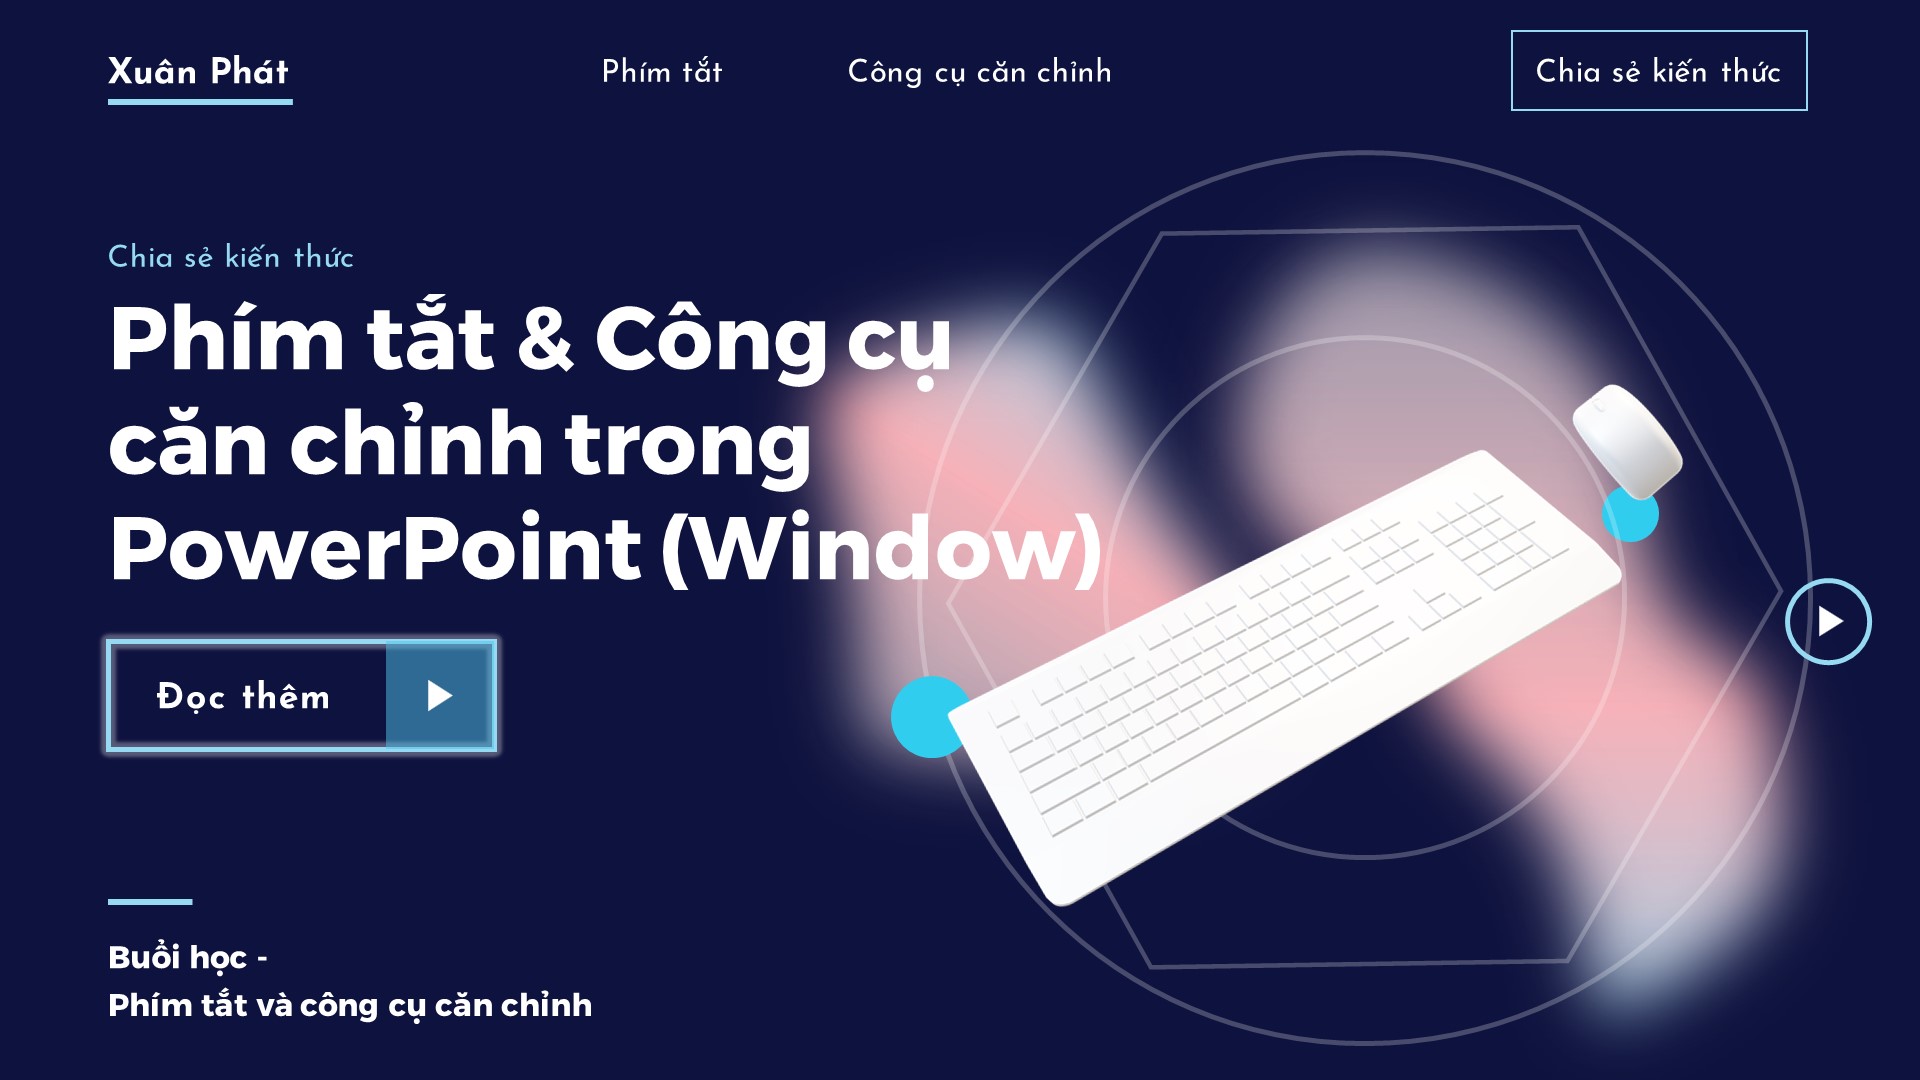 Xuân Phát
Phím tắt
Công cụ căn chỉnh
Chia sẻ kiến thức
Chia sẻ kiến thức
Phím tắt & Công cụ
căn chỉnh trong
PowerPoint (Window)
Đọc thêm
Buổi học -
Phím tắt và công cụ căn chỉnh